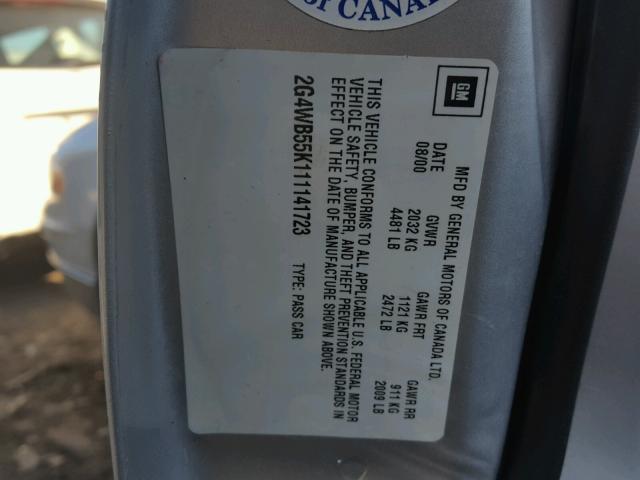 OF CANAD
GM
MFD BY GENERAL MOTORS OF CANADA LTD.
DATE GVWR GAWR FRT GAWR RR
08/00 2032 KG 1121 KG 911 KG
4481 LB 2472 LB 2009 LB
THIS VEHICLE CONFORMS TO ALL APPLICABLE U.S. FEDERAL MOTOR
VEHICLE SAFETY, BUMPER, AND THEFT PREVENTION STANDARDS IN
EFFECT ON THE DATE OF MANUFACTURE SHOWN ABOVE.
2G4WB55K111141723 TYPE: PASS CAR